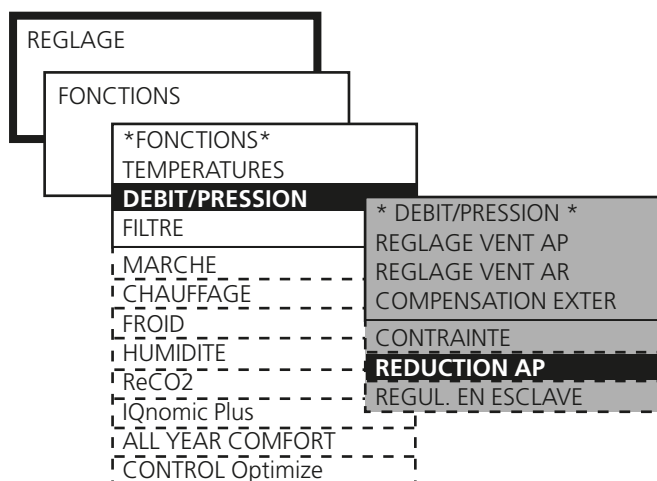 REGLAGE
FONCTIONS
*FONCTIONS*
TEMPERATURES
DEBIT/PRESSION
FILTRE
MARCHE
CHAUFFAGE
FROID
HUMIDITE
ReCO2
IQnomic Plus
ALL YEAR COMFORT
CONTROL Optimize
* DEBIT/PRESSION *
REGLAGE VENT AP
REGLAGE VENT AR
COMPENSATION EXTER
CONTRAINTE
REDUCTION AP
REGUL. EN ESCLAVE